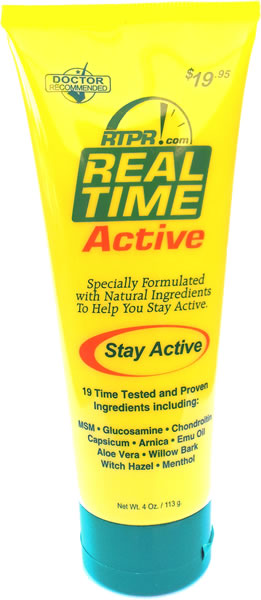 DOCTOR
RECOMMENDED
$19.95
RTPR!.com
REAL
TIME
Active
Specially Formulated
with Natural Ingredients
To Help You Stay Active.
Stay Active
19 Time Tested and Proven
Ingredients including:
MSM • Glucosamine • Chondroitin
Capsicum • Arnica • Emu Oil
Aloe Vera • Willow Bark
Witch Hazel • Menthol
Net Wt. 4 Oz. / 113 g.